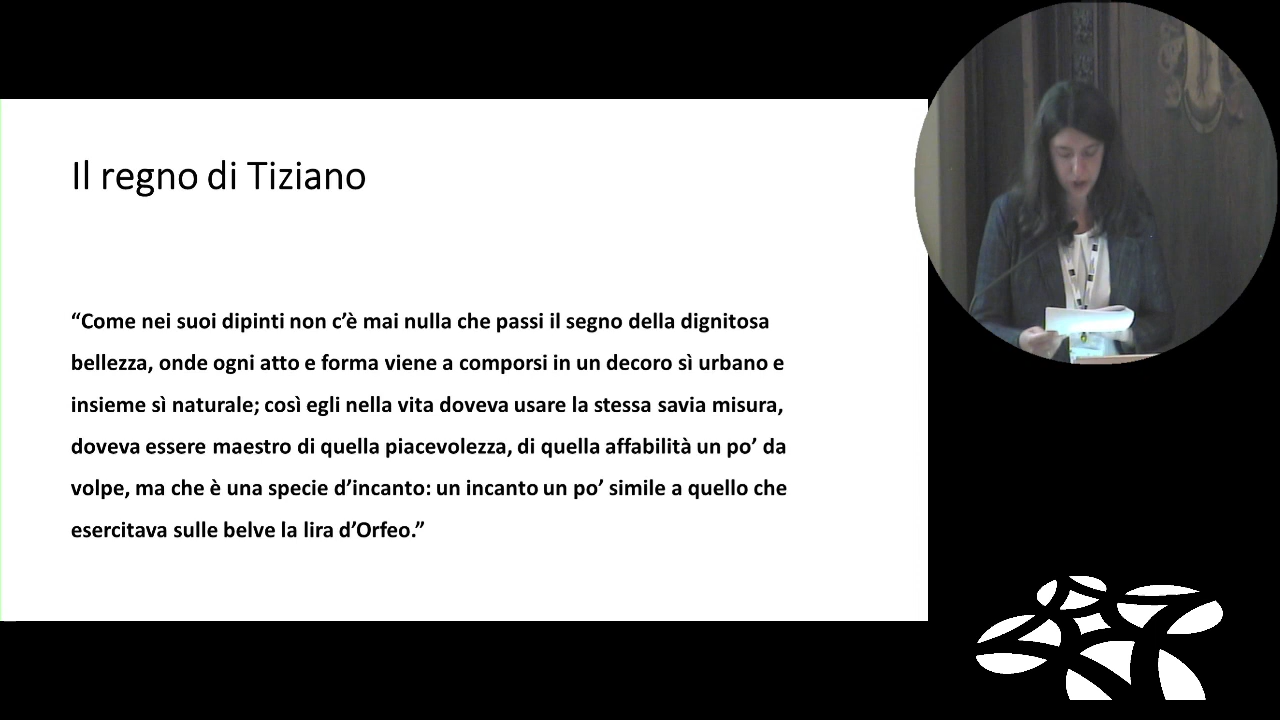 Il regno di Tiziano
“Come nei suoi dipinti non c’è mai nulla che passi il segno della dignitosa
bellezza, onde ogni atto e forma viene a comporsi in un decoro sì urbano e
insieme sì naturale; così egli nella vita doveva usare la stessa savia misura,
doveva essere maestro di quella piacevolezza, di quella affabilità un po’ da
volpe, ma che è una specie d’incanto: un incanto un po’ simile a quello che
esercitava sulle belve la lira d’Orfeo.”